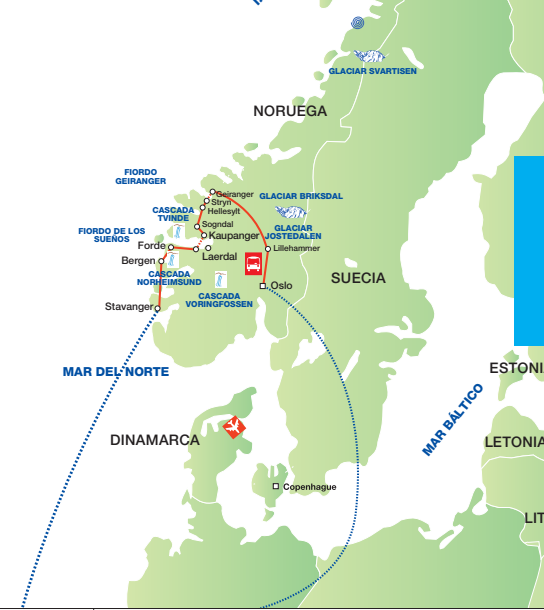 GLACIAR SVARTISEN
NORUEGA
FIORDO
GEIRANGER
Geiranger
GLACIAR BRIKSDAL
Stryn
Hellesylt
CASCADA
TVINDE
Sogndal
GLACIAR
JOSTEDALEN
FIORDO DE LOS
SUEÑOS
Kaupanger
Forde
Lillehammer
Laerdal
Bergen
CASCADA
NORHEIMSUND
SUECIA
Oslo
CASCADA
VORINGFOSSEN
Stavanger
MAR DEL NORTE
ESTONI
MAR BÁLTICO
DINAMARCA
LETONIA
Copenhague
LIT